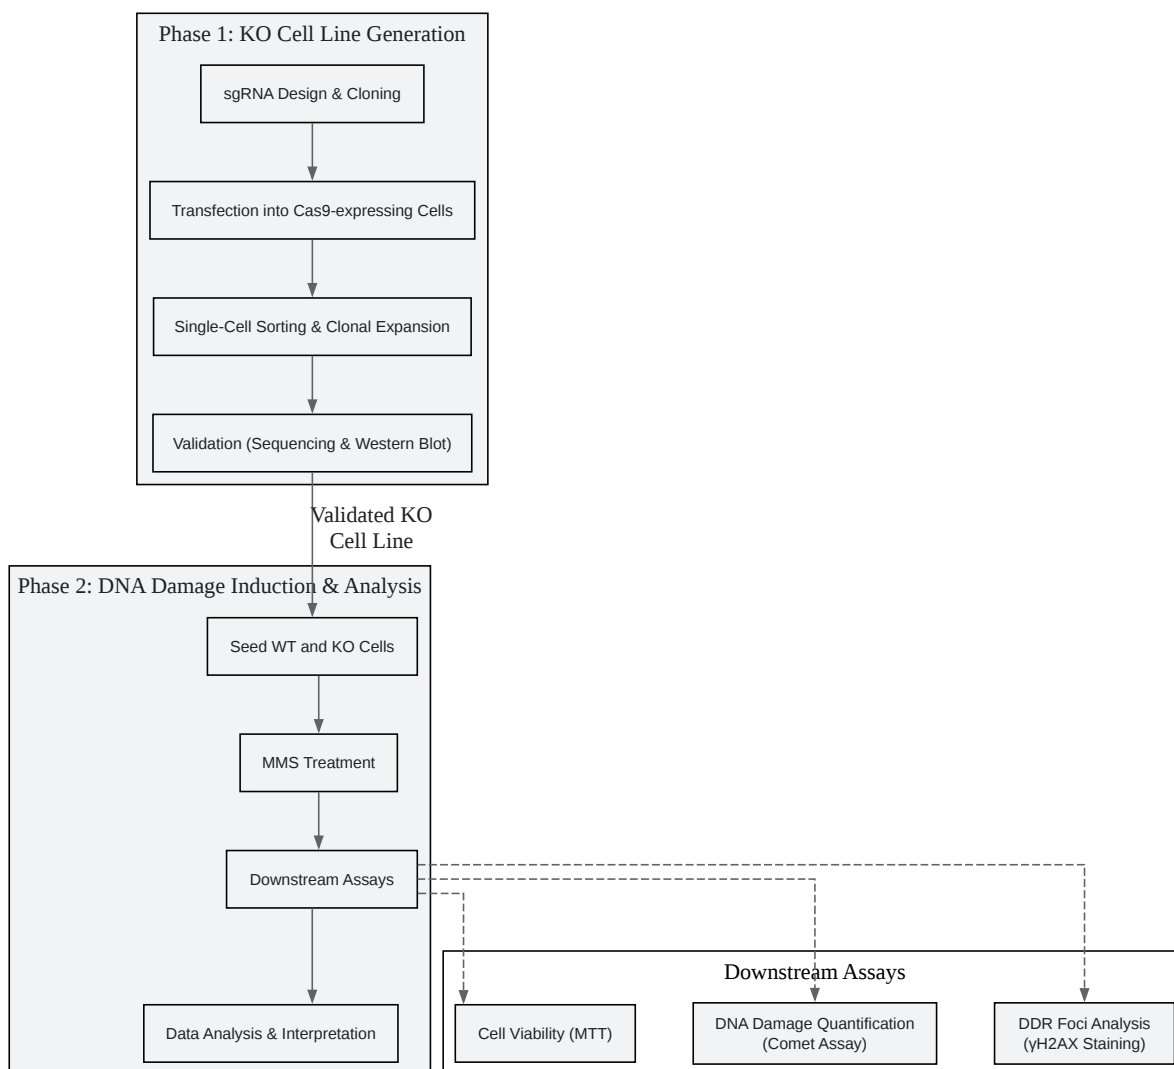 Phase 1: KO Cell Line Generation
sgRNA Design & Cloning
Transfection into Cas9-expressing Cells
Single-Cell Sorting & Clonal Expansion
Validation (Sequencing & Western Blot)
Validated KO
Cell Line
Phase 2: DNA Damage Induction & Analysis
Seed WT and KO Cells
MMS Treatment
Downstream Assays
Data Analysis & Interpretation
Downstream Assays
Cell Viability (MTT)
DNA Damage Quantification
(Comet Assay)
DDR Foci Analysis
(γH2AX Staining)